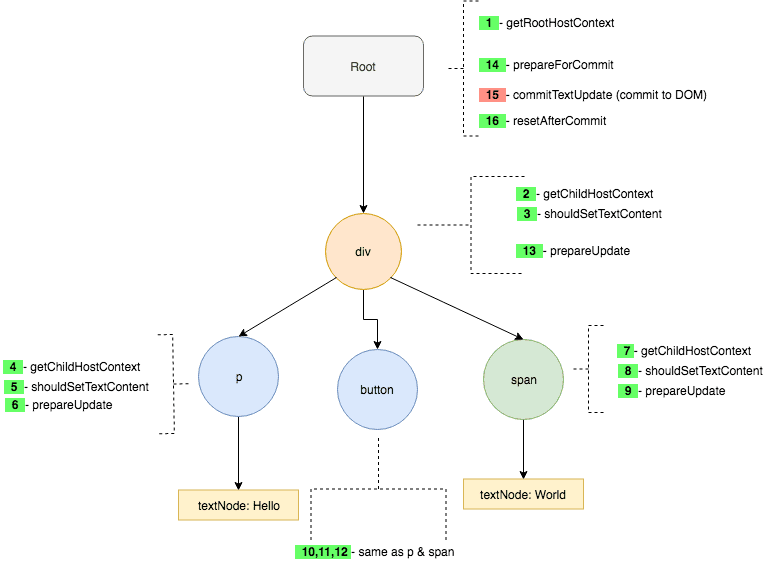 1 - getRootHostContext
Root
14 - prepareForCommit
15 - commitTextUpdate (commit to DOM)
16 - resetAfterCommit
2 - getChildHostContext
3 - shouldSetTextContent
div
13 - prepareUpdate
4 - getChildHostContext
5 - shouldSetTextContent
6 - prepareUpdate
p
button
span
7 - getChildHostContext
8 - shouldSetTextContent
9 - prepareUpdate
textNode: Hello
textNode: World
10,11,12 - same as p & span